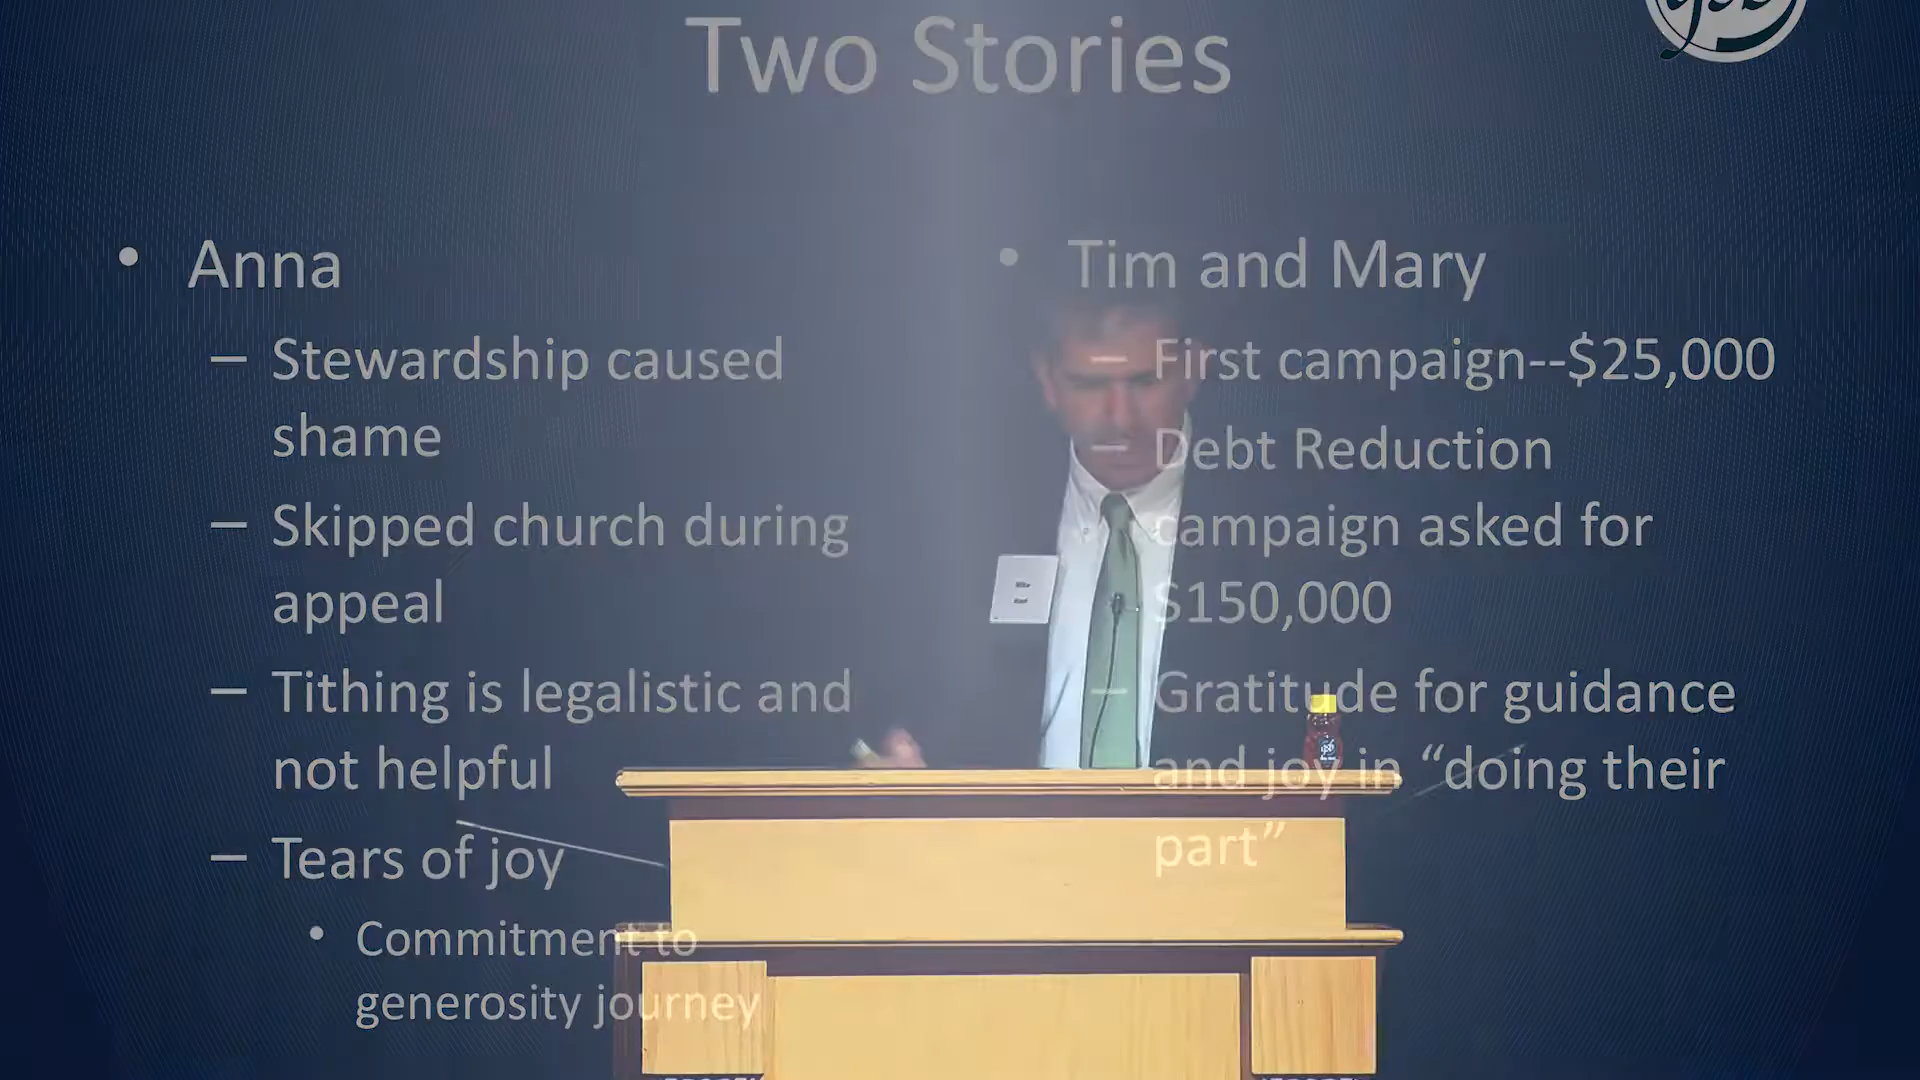 Two Stories
• Anna
– Stewardship caused
shame
– Skipped church during
appeal
– Tithing is legalistic and
not helpful
– Tears of joy
• Commitment to
generosity journey
• Tim and Mary
– First campaign--$25,000
– Debt Reduction
campaign asked for
$150,000
– Gratitude for guidance
and joy in “doing their
part”